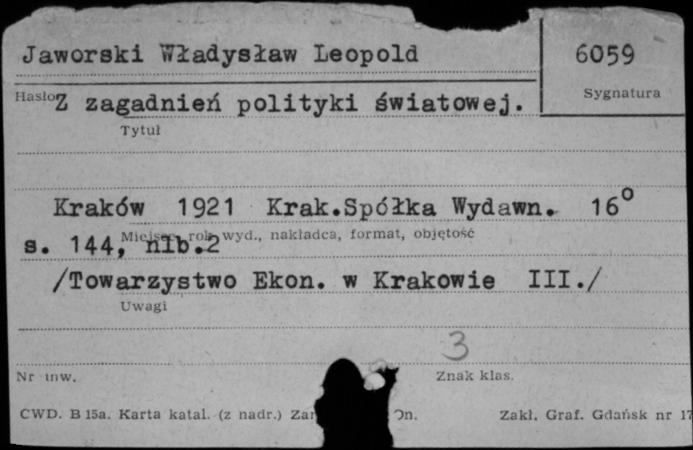 Jaworski Władysław Leopold
6059
Hasło
Sygnatura
Z zagadnień polityki światowej.
Tytuł
Kraków 1921 Krak.Spółka Wydawn. 16°
Miejsce, rok wyd., nakładca, format, objętość
s. 144, nlb.2
/Towarzystwo Ekon. w Krakowie III./
Uwagi
3
Nr inw.
Znak klas.
CWD. B 15a. Karta katal. (z nadr.)
Zakl. Graf. Gdańsk nr 17